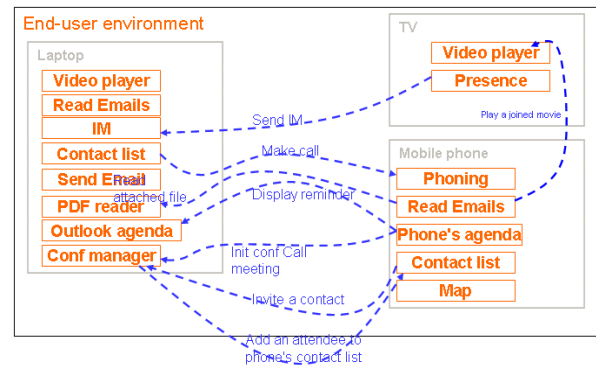 End-user environment
Laptop
Video player
Read Emails
IM
Contact list
Send Email
PDF reader
Outlook agenda
Conf manager
TV
Video player
Presence
Mobile phone
Phoning
Read Emails
Phone's agenda
Contact list
Map
Send IM
Play a joined movie
Make call
Read
attached file
Display reminder
Init conf Call
meeting
Invite a contact
Add an attendee to
phone's contact list